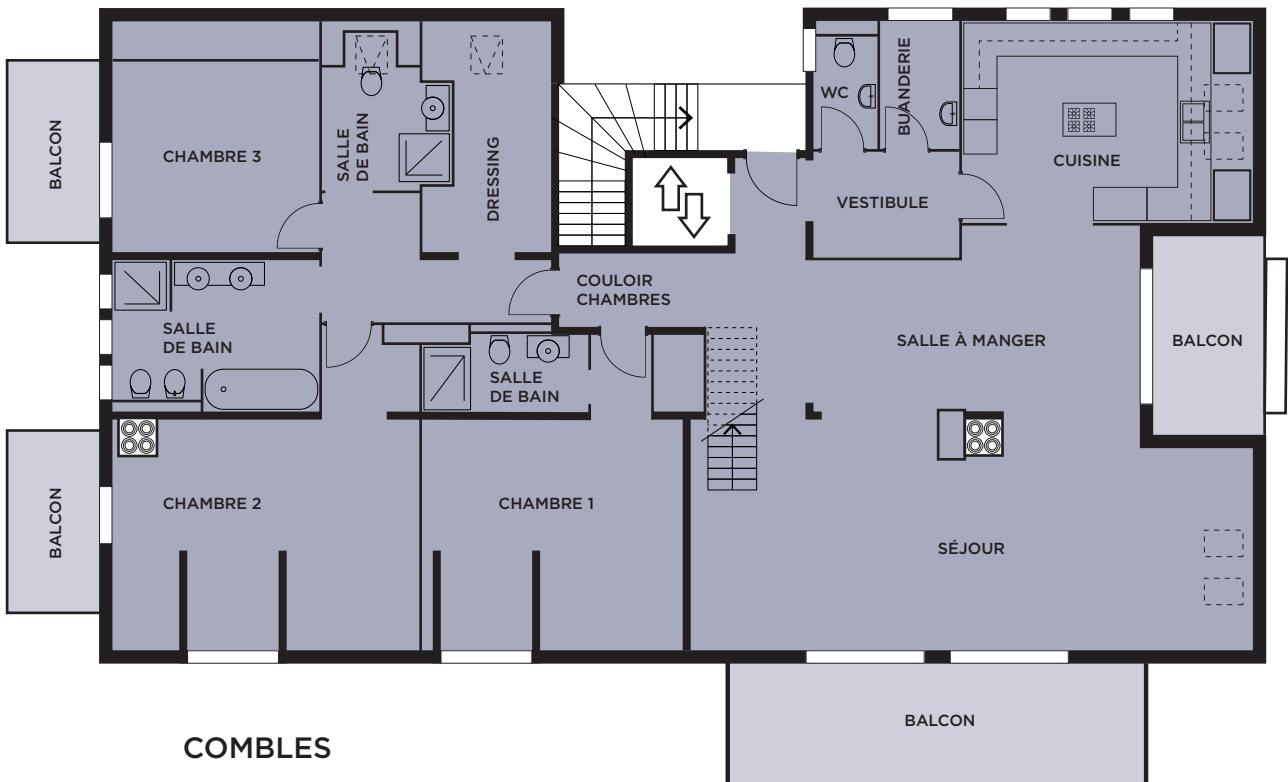 BALCON
CHAMBRE 3
SALLE
DE BAIN
DRESSING
WC
BUANDERIE
CUISINE
VESTIBULE
COULOIR
CHAMBRES
SALLE
DE BAIN
SALLE À MANGER
BALCON
SALLE
DE BAIN
BALCON
CHAMBRE 2
CHAMBRE 1
SÉJOUR
BALCON
COMBLES